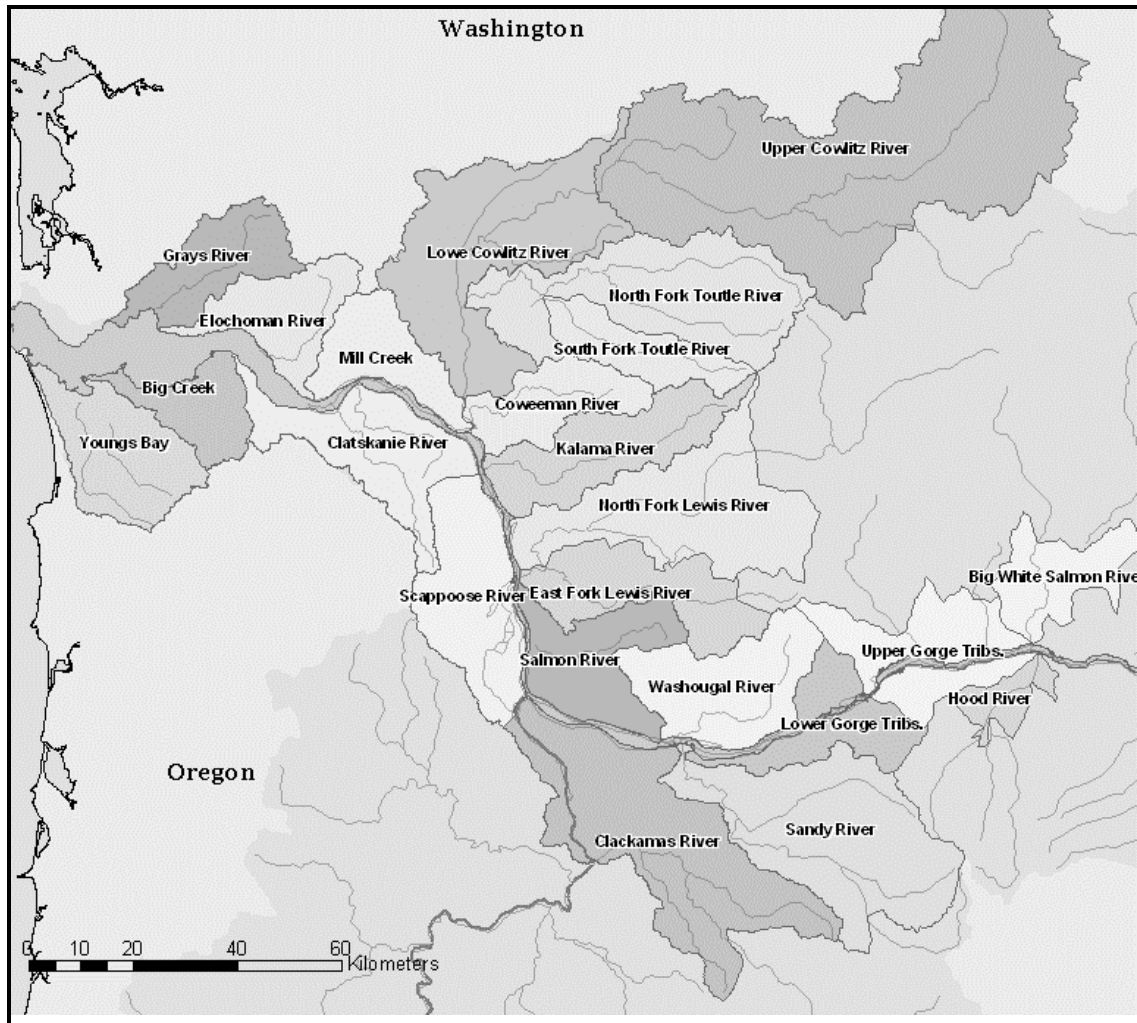 Washington
Upper Cowlitz River
Grays River
Lowe Cowlitz River
North Fork Toutle River
Elochoman River
South Fork Toutle River
Mill Creek
Big Creek
Coweeman River
Youngs Bay
Clatskanie River
Kalama River
North Fork Lewis River
Big White Salmon Rive
Scappoose River
East Fork Lewis River
Upper Gorge Tribs.
Salmon River
Washougal River
Hood River
Lower Gorge Tribs.
Oregon
Sandy River
Clackamas River
0 10 20 40 60
Kilometers